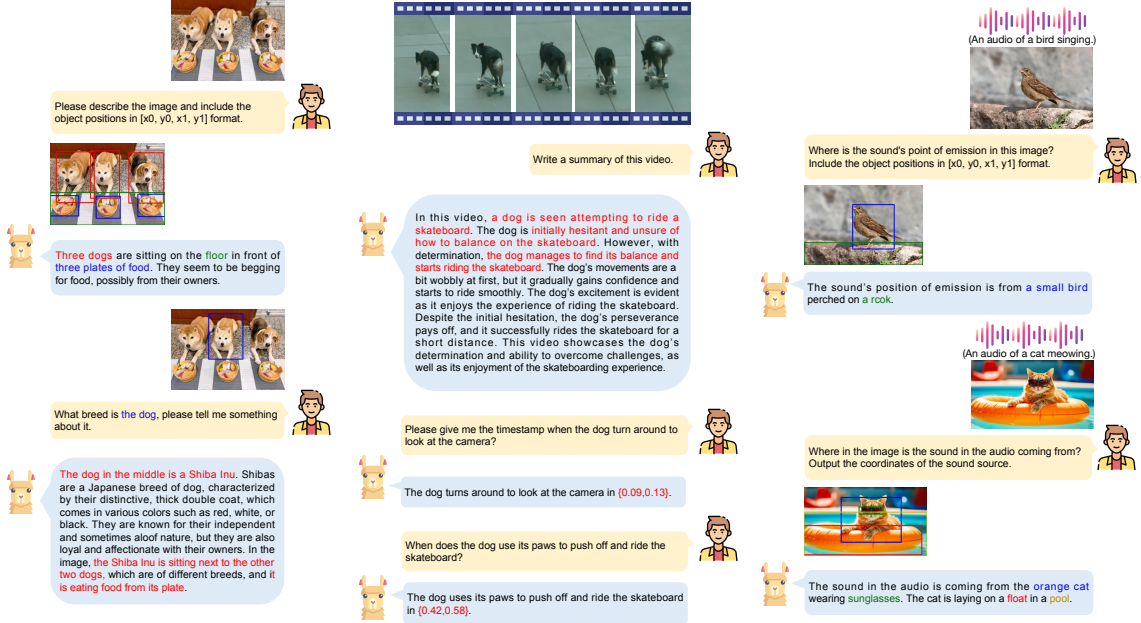 Please describe the image and include the
object positions in [x0, y0, x1, y1] format.
Three dogs are sitting on the floor in front of
three plates of food. They seem to be begging
for food, possibly from their owners.
What breed is the dog, please tell me something
about it.
The dog in the middle is a Shiba Inu. Shibas
are a Japanese breed of dog, characterized
by their distinctive, thick double coat, which
comes in various colors such as red, white, or
black. They are known for their independent
and sometimes aloof nature, but they are also
loyal and affectionate with their owners. In the
image, the Shiba Inu is sitting next to the other
two dogs, which are of different breeds, and it
is eating food from its plate.
Write a summary of this video.
In this video, a dog is seen attempting to ride a
skateboard. The dog is initially hesitant and unsure of
how to balance on the skateboard. However, with
determination, the dog manages to find its balance and
starts riding the skateboard. The dog's movements are a
bit wobbly at first, but it gradually gains confidence and
starts to ride smoothly. The dog's excitement is evident
as it enjoys the experience of riding the skateboard.
Despite the initial hesitation, the dog's perseverance
pays off, and it successfully rides the skateboard for a
short distance. This video showcases the dog's
determination and ability to overcome challenges, as
well as its enjoyment of the skateboarding experience.
Please give me the timestamp when the dog turn around to
look at the camera?
The dog turns around to look at the camera in {0.09,0.13}.
When does the dog use its paws to push off and ride the
skateboard?
The dog uses its paws to push off and ride the skateboard
in {0.42,0.58}.
(An audio of a bird singing.)
Where is the sound's point of emission in this image?
Include the object positions in [x0, y0, x1, y1] format.
The sound's position of emission is from a small bird
perched on a rcok.
(An audio of a cat meowing.)
Where in the image is the sound in the audio coming from?
Output the coordinates of the sound source.
The sound in the audio is coming from the orange cat
wearing sunglasses. The cat is laying on a float in a pool.